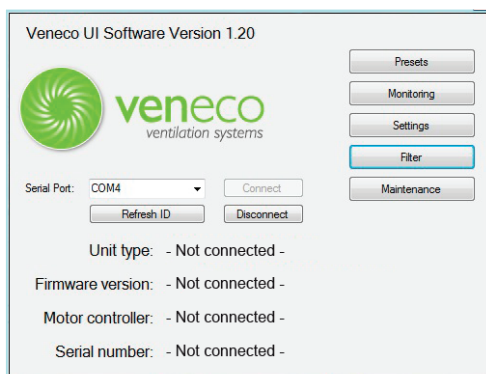 Veneco UI Software Version 1.20
veneco
ventilation systems
Presets
Monitoring
Settings
Filter
Maintenance
Serial Port: COM4 Connect
Refresh ID Disconnect
Unit type: - Not connected -
Firmware version: - Not connected -
Motor controller: - Not connected -
Serial number: - Not connected -